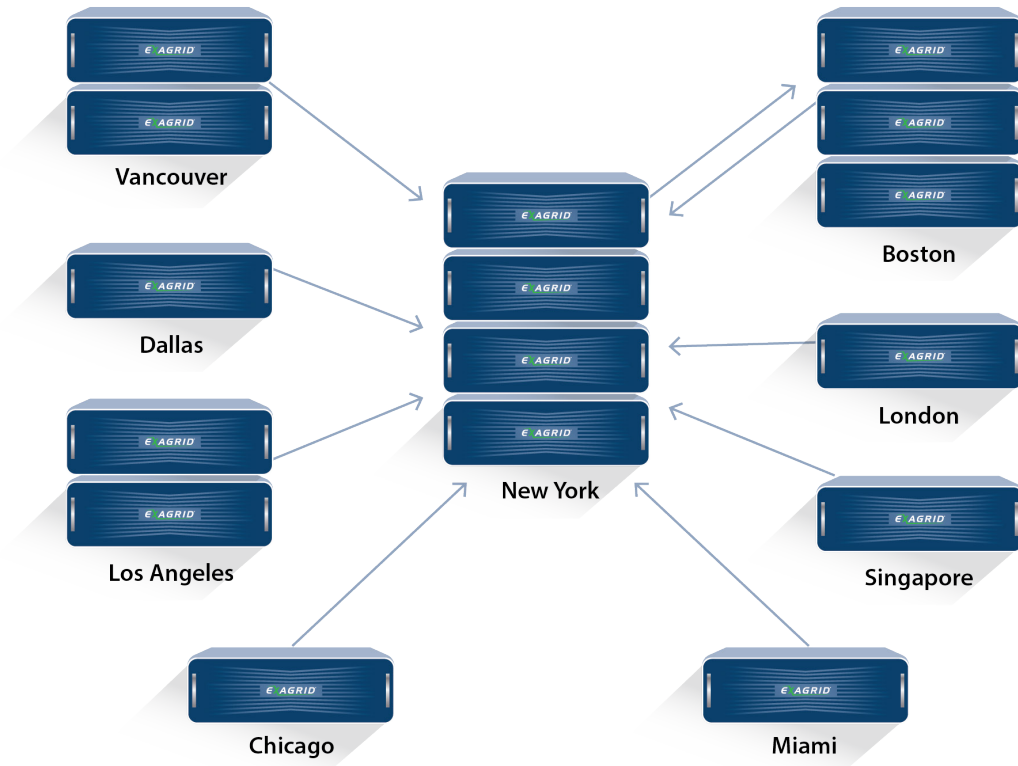 EXAGRID
EXAGRID
Vancouver
EXAGRID
EXAGRID
EXAGRID
Boston
EXAGRID
EXAGRID
EXAGRID
EXAGRID
New York
EXAGRID
Dallas
EXAGRID
London
EXAGRID
EXAGRID
Los Angeles
EXAGRID
Singapore
EXAGRID
Chicago
EXAGRID
Miami